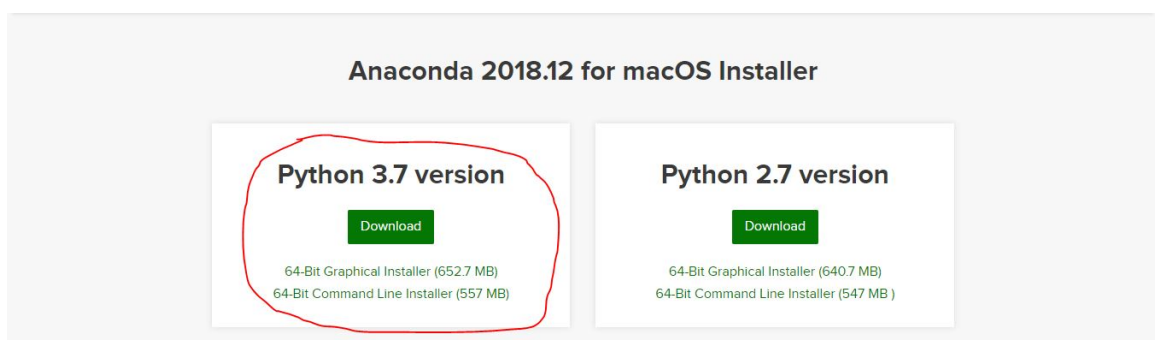 Anaconda 2018.12 for macOS Installer
Python 3.7 version
Download
64-Bit Graphical Installer (652.7 MB)
64-Bit Command Line Installer (557 MB)
Python 2.7 version
Download
64-Bit Graphical Installer (640.7 MB)
64-Bit Command Line Installer (547 MB )